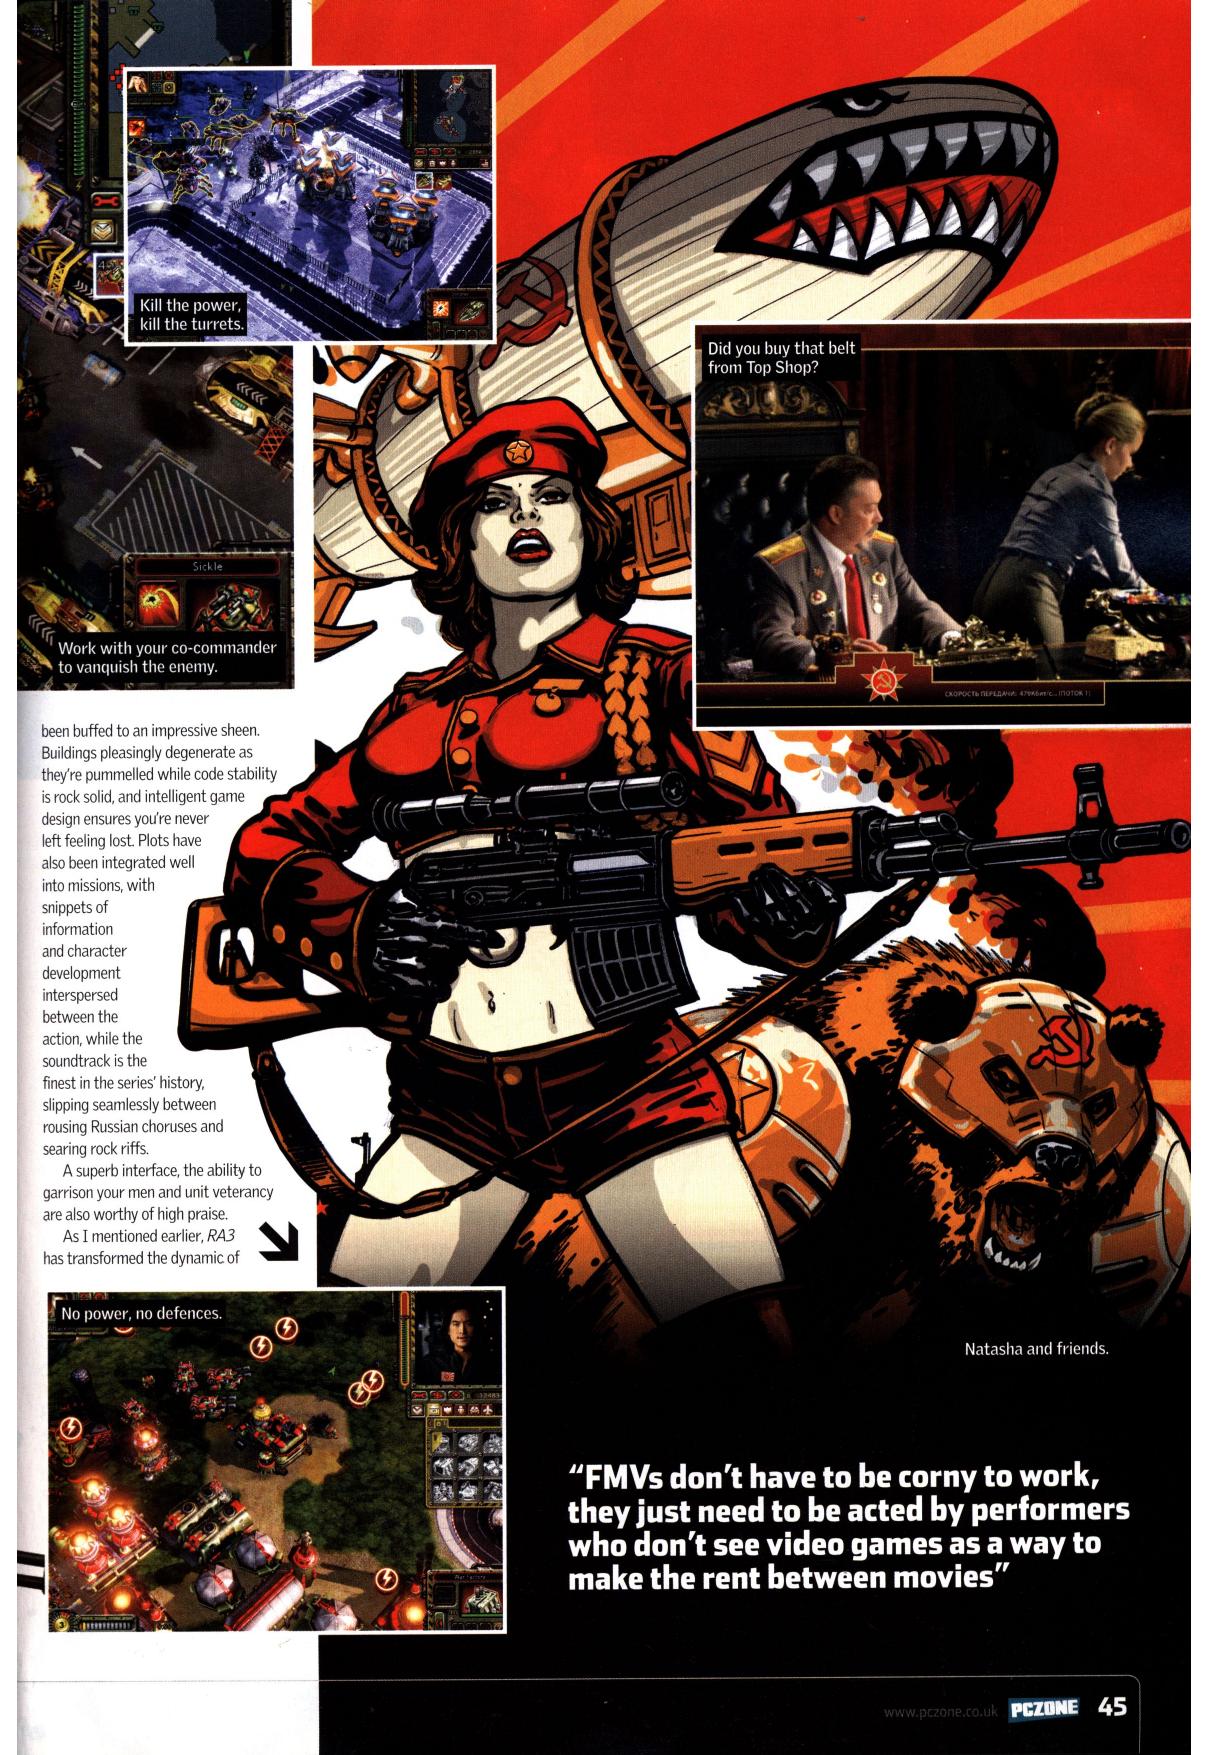 Kill the power,
kill the turrets.
Did you buy that belt
from Top Shop?
СКОРОСТЬ ПЕРЕДАЧИ: 479Кбит/с... (ПОТОК 1)
Sickle
Work with your co-commander
to vanquish the enemy.
been buffed to an impressive sheen.
Buildings pleasingly degenerate as
they're pummelled while code stability
is rock solid, and intelligent game
design ensures you're never
left feeling lost. Plots have
also been integrated well
into missions, with
snippets of
information
and character
development
interspersed
between the
action, while the
soundtrack is the
finest in the series' history,
slipping seamlessly between
rousing Russian choruses and
searing rock riffs.
A superb interface, the ability to
garrison your men and unit veterancy
are also worthy of high praise.
As I mentioned earlier, RA3
has transformed the dynamic of
No power, no defences.
Natasha and friends.
“FMVs don't have to be corny to work,
they just need to be acted by performers
who don't see video games as a way to
make the rent between movies”
www.pczone.co.uk PCZONE 45